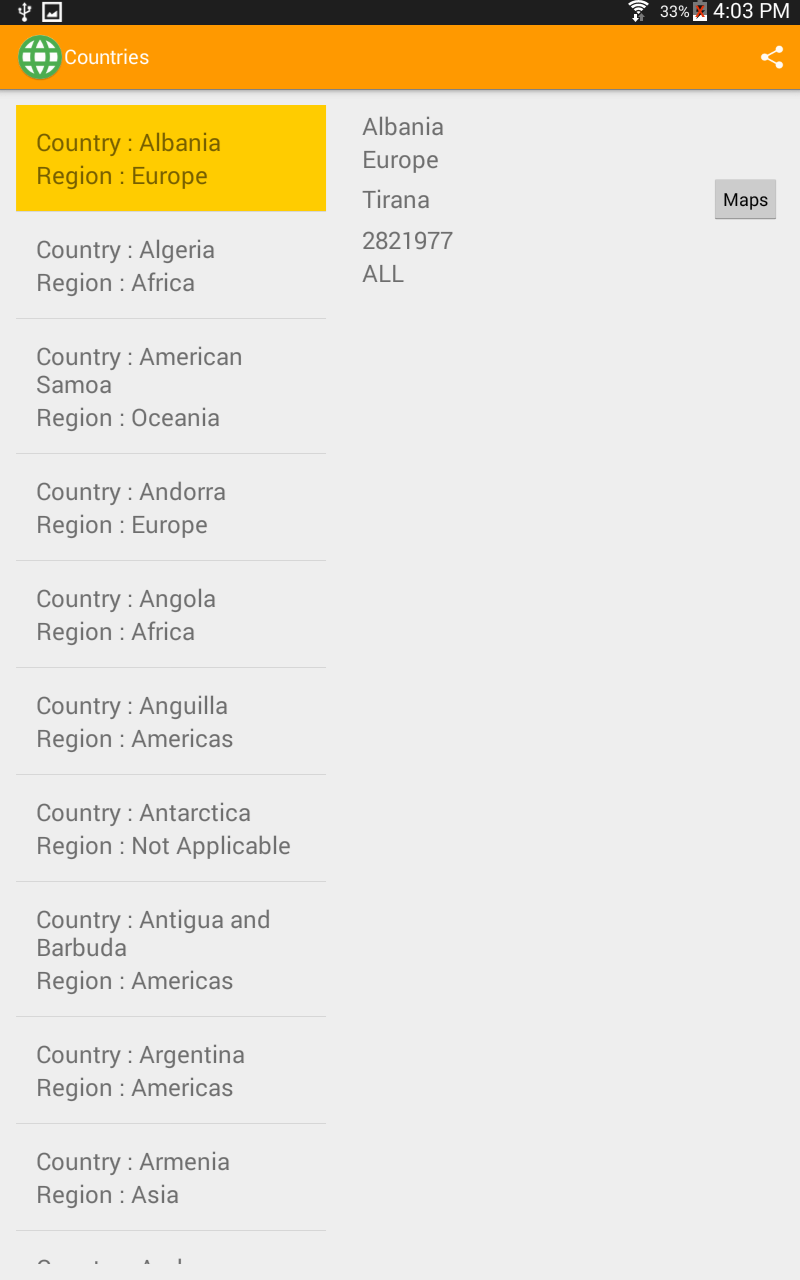 33%
4:03 PM
Countries
Country : Albania
Region : Europe
Country : Algeria
Region : Africa
Country : American
Samoa
Region : Oceania
Country : Andorra
Region : Europe
Country : Angola
Region : Africa
Country : Anguilla
Region : Americas
Country : Antarctica
Region : Not Applicable
Country : Antigua and
Barbuda
Region : Americas
Country : Argentina
Region : Americas
Country : Armenia
Region : Asia
Albania
Europe
Tirana
Maps
2821977
ALL